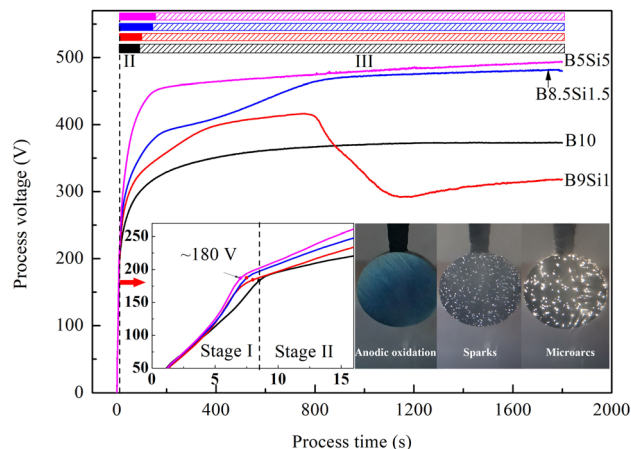 500
400
300
200
100
0
Process voltage (V)
II
III
B5Si5
B8.5Si1.5
B10
B9Si1
250
200
150
100
50
~180 V
Stage I
Stage II
0
5
10
15
Anodic oxidation
Sparks
Microarcs
0
400
800
1200
1600
2000
Process time (s)